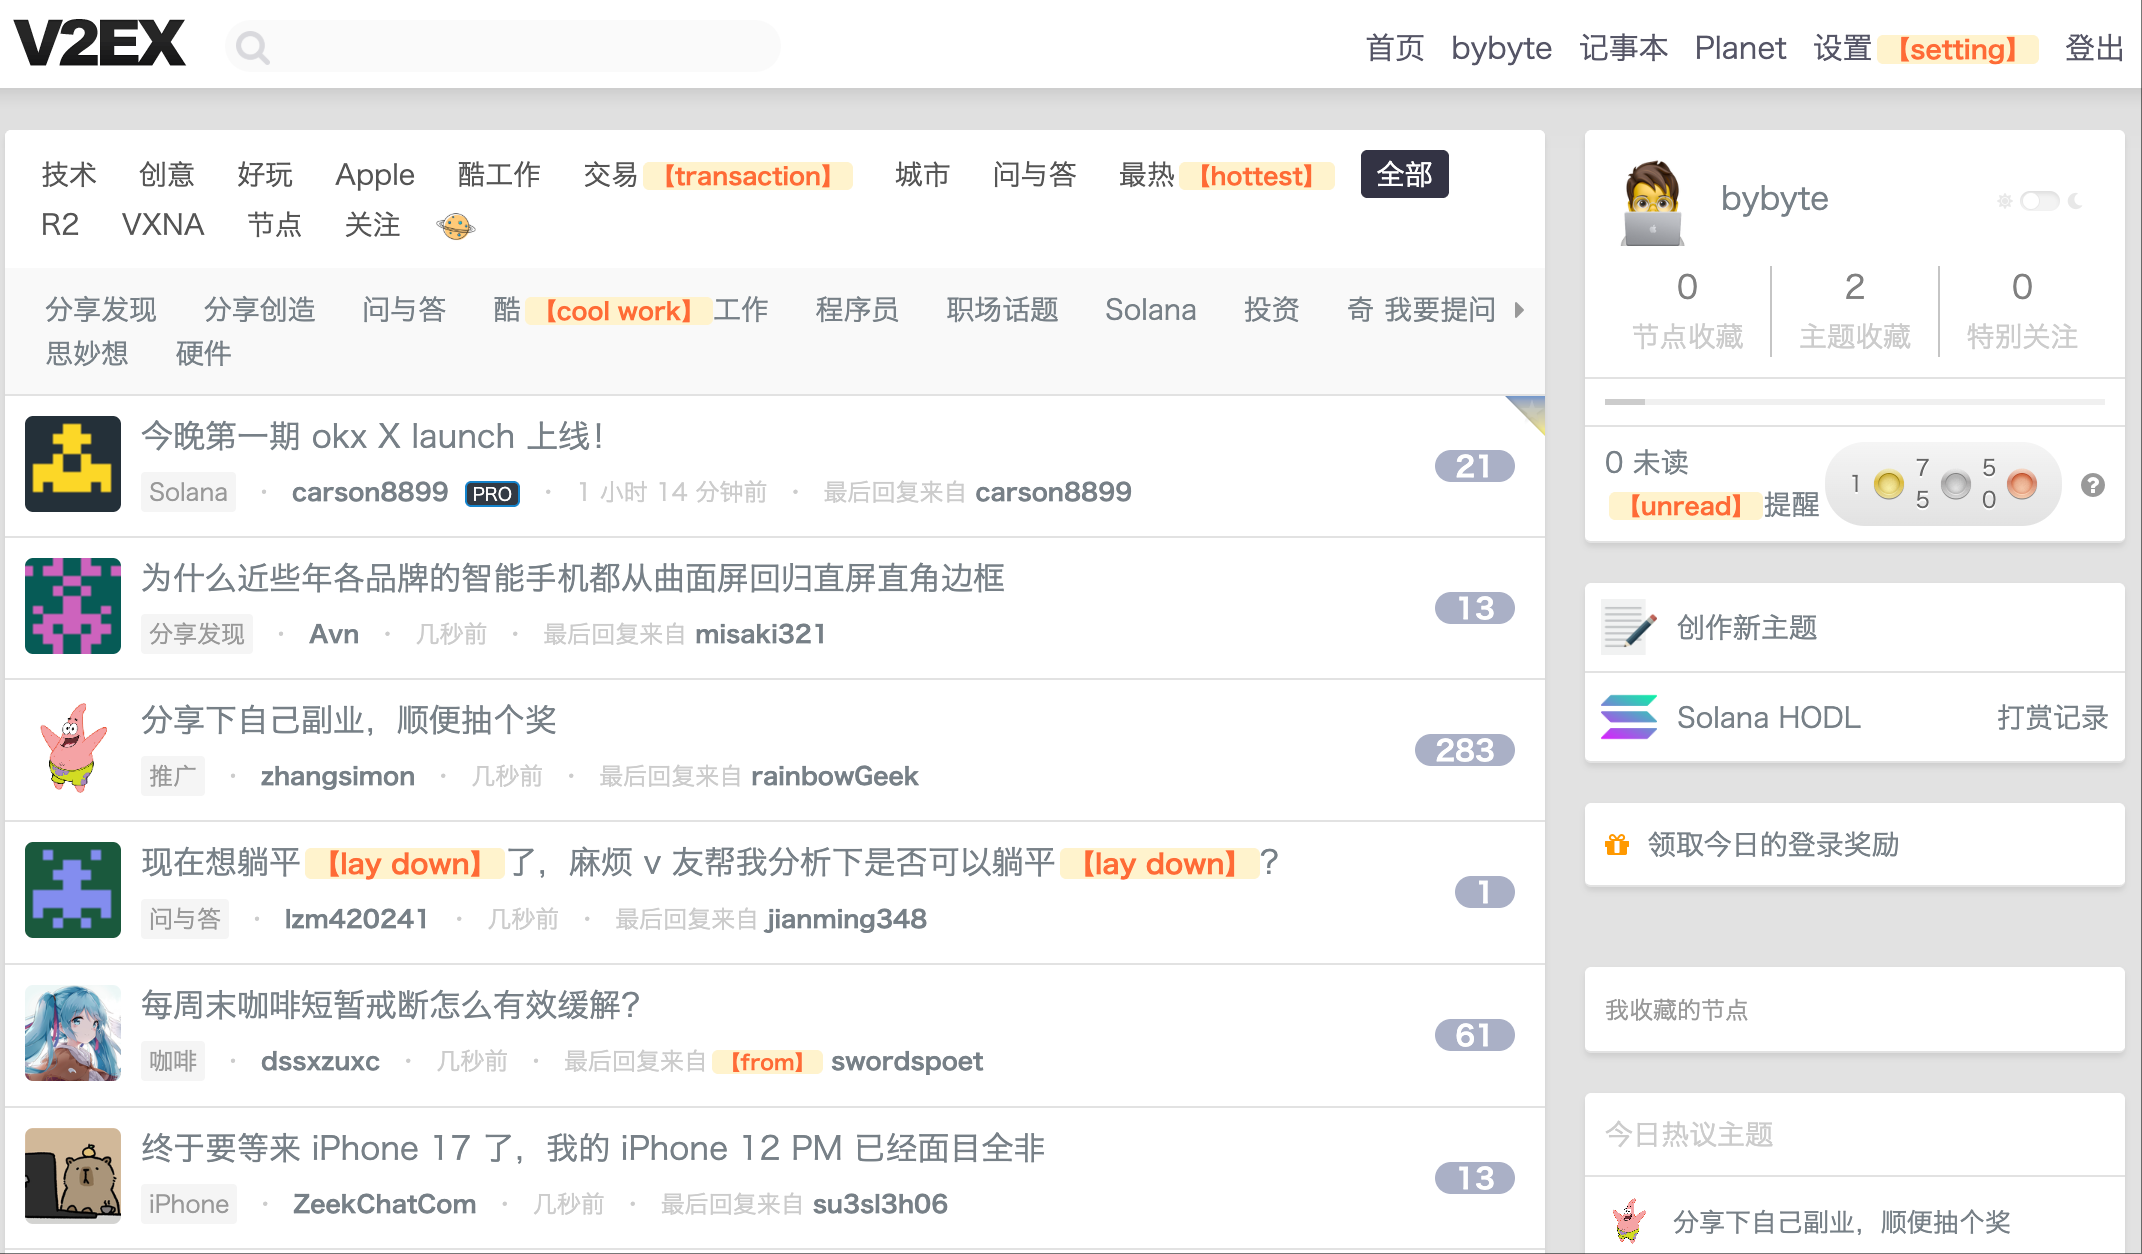 V2EX
首页 bybyte 记事本 Planet 设置【setting】 登出
技术 创意 好玩 Apple 酷工作 交易【transaction】 城市 问与答 最热【hottest】 全部
R2 VXNA 节点 关注
分享发现 分享创造 问与答 酷【cool work】工作 程序员 职场话题 Solana 投资 奇 我要提问
思妙想 硬件
今晚第一期 okx X launch 上线！
Solana · carson8899 PRO · 1 小时 14 分钟前 · 最后回复来自 carson8899
21
为什么近些年各品牌的智能手机都从曲面屏回归直屏直角边框
分享发现 · Avn · 几秒前 · 最后回复来自 misaki321
13
分享下自己副业，顺便抽个奖
推广 · zhangsimon · 几秒前 · 最后回复来自 rainbowGeek
283
现在想躺平【lay down】了，麻烦 v 友帮我分析下是否可以躺平【lay down】？
问与答 · lzm420241 · 几秒前 · 最后回复来自 jianming348
1
每周末咖啡短暂戒断怎么有效缓解？
咖啡 · dssxzuxc · 几秒前 · 最后回复来自【from】 swordspoet
61
终于要等来 iPhone 17 了，我的 iPhone 12 PM 已经面目全非
iPhone · ZeekChatCom · 几秒前 · 最后回复来自 su3sl3h06
13
bybyte
0 2 0
节点收藏 主题收藏 特别关注
0 未读
【unread】提醒
1 75 50
?
创作新主题
Solana HODL 打赏记录
领取今日的登录奖励
我收藏的节点
今日热议主题
分享下自己副业，顺便抽个奖